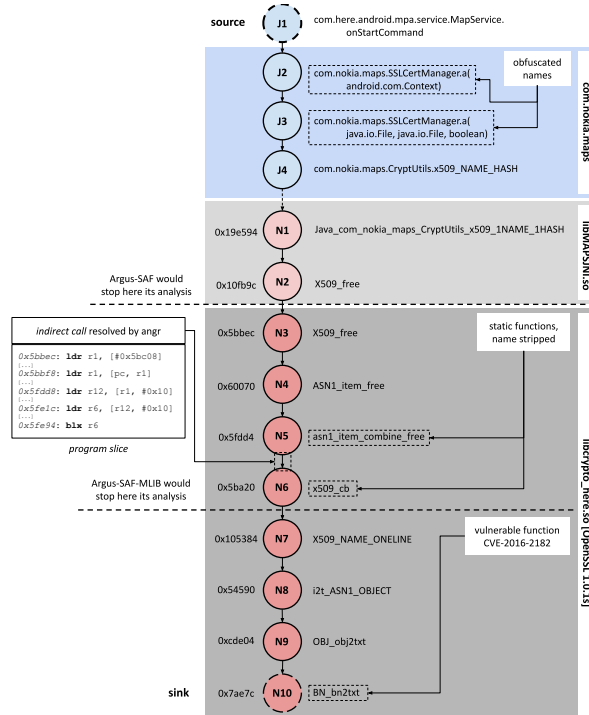 source
J1
com.here.android.mpa.service.MapService.
onStartCommand
J2
com.nokia.maps.SSLCertManager.a(
android.com.Context)
obfuscated
names
J3
com.nokia.maps.SSLCertManager.a(
java.io.File, java.io.File, boolean)
J4
com.nokia.maps.CryptUtils.x509_NAME_HASH
com.nokia.maps
0x19e594
N1
Java_com_nokia_maps_CryptUtils_x509_1NAME_1HASH
libMAPSJNI.so
Argus-SAF would
stop here its analysis
0x10fb9c
N2
X509_free
indirect call resolved by angr
0x5bbec: ldr r1, [#0x5bc08]
[...]
0x5bbf8: ldr r1, [pc, r1]
[...]
0x5fdd8: ldr r12, [r1, #0x10]
[...]
0x5fe1c: ldr r6, [r12, #0x10]
[...]
0x5fe94: blx r6
program slice
0x5bbec
N3
X509_free
static functions,
name stripped
0x60070
N4
ASN1_item_free
0x5fdd4
N5
asn1_item_combine_free
Argus-SAF-MLIB would
stop here its analysis
0x5ba20
N6
x509_cb
libcrypto_here.so [OpenSSL 1.0.1s]
0x105384
N7
X509_NAME_ONELINE
vulnerable function
CVE-2016-2182
0x54590
N8
i2t_ASN1_OBJECT
0xcde04
N9
OBJ_obj2txt
sink
0x7ae7c
N10
BN_bn2txt